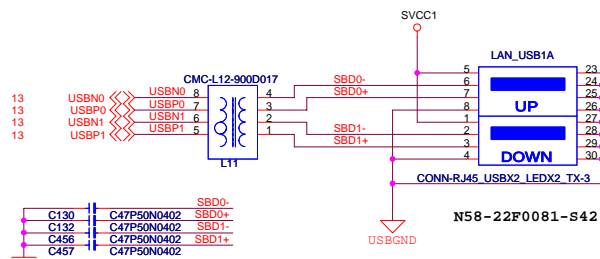 SVCC1
LAN_USB1A
CMC-L12-900D017
13 USBN0 USBN0 8 4 SBD0- 5 23
13 USBP0 USBP0 7 3 SBD0+ 6 24
13 USBN1 USBN1 6 2 SBD1- 7 25
13 USBP1 USBP1 5 1 SBD1+ 8 26
UP
1 27
2 28
3 29
4 30
DOWN
L11
CONN-RJ45_USBX2_LEDX2_TX-3
N58-22F0081-S42
USBGND
SBD0-
C130 C47P50N0402 SBD0+
C132 C47P50N0402 SBD1-
C456 C47P50N0402 SBD1+
C457 C47P50N0402